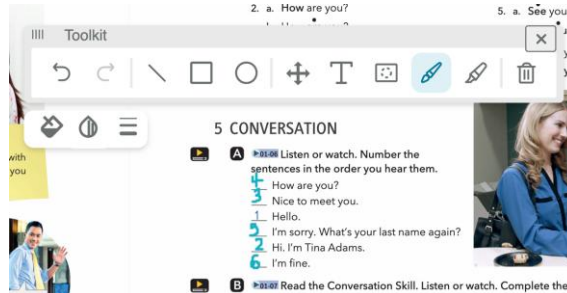 2. a. How are you?
5. a. See you
Toolkit
T
with
you
5 CONVERSATION
A ▶01-06 Listen or watch. Number the
sentences in the order you hear them.
4 How are you?
3 Nice to meet you.
1 Hello.
5 I'm sorry. What's your last name again?
2 Hi. I'm Tina Adams.
6 I'm fine.
B ▶01-07 Read the Conversation Skill. Listen or watch. Complete the